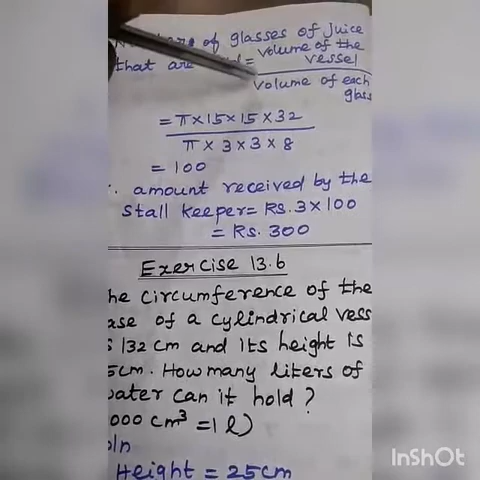 of glasses of Juice
that are = volume of the
vessel
volume of each
glass
= π×15×15×32
π × 3 × 3 × 8
= 100
∴ amount received by the
Stall keeper= Rs. 3×100
= Rs. 300
Exercise 13.6
he circumference of the
ase of a cylindrical vess
s 132 cm and its height is
5cm. How many liters of
water can it hold?
000 cm³ = 1 l)
oln
Height = 25cm
InShOt